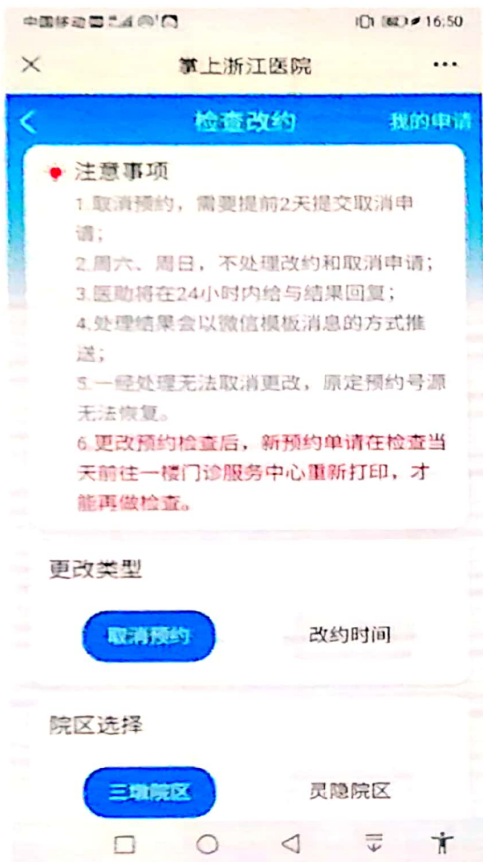 中国移动 16:50
掌上浙江医院
检查改约 我的申请
注意事项
1.取消预约，需要提前2天提交取消申
请；
2.周六、周日，不处理改约和取消申请；
3.医助将在24小时内给与结果回复；
4.处理结果会以微信模板消息的方式推
送；
5.一经处理无法取消更改，原定预约号源
无法恢复。
6.更改预约检查后，新预约单请在检查当
天前往一楼门诊服务中心重新打印，才
能再做检查。
更改类型
取消预约 改约时间
院区选择
三墩院区 灵隐院区